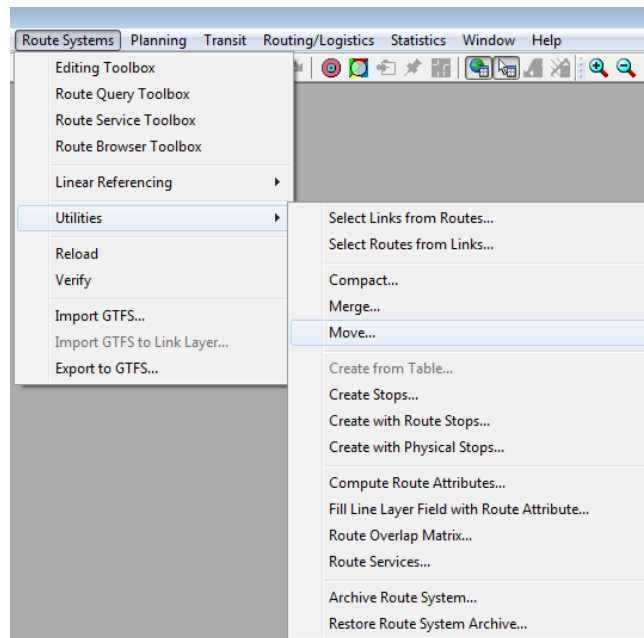 Route Systems Planning Transit Routing/Logistics Statistics Window Help
Editing Toolbox
Route Query Toolbox
Route Service Toolbox
Route Browser Toolbox
Linear Referencing
Utilities
Reload
Verify
Import GTFS...
Import GTFS to Link Layer...
Export to GTFS...
Select Links from Routes...
Select Routes from Links...
Compact...
Merge...
Move...
Create from Table...
Create Stops...
Create with Route Stops...
Create with Physical Stops...
Compute Route Attributes...
Fill Line Layer Field with Route Attribute...
Route Overlap Matrix...
Route Services...
Archive Route System...
Restore Route System Archive...